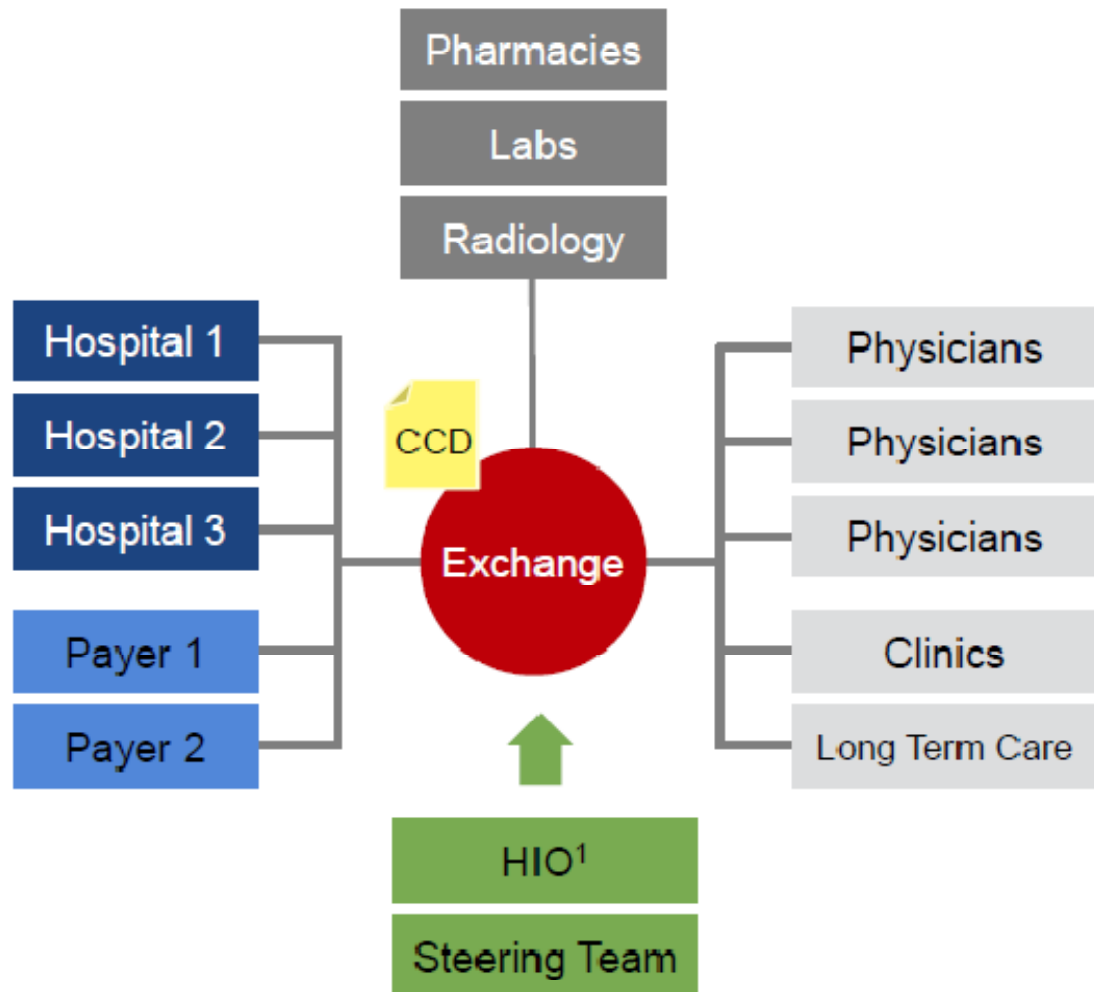 Pharmacies
Labs
Radiology
Hospital 1
Hospital 2
Hospital 3
Payer 1
Payer 2
CCD
Exchange
Physicians
Physicians
Physicians
Clinics
Long Term Care
HIO¹
Steering Team